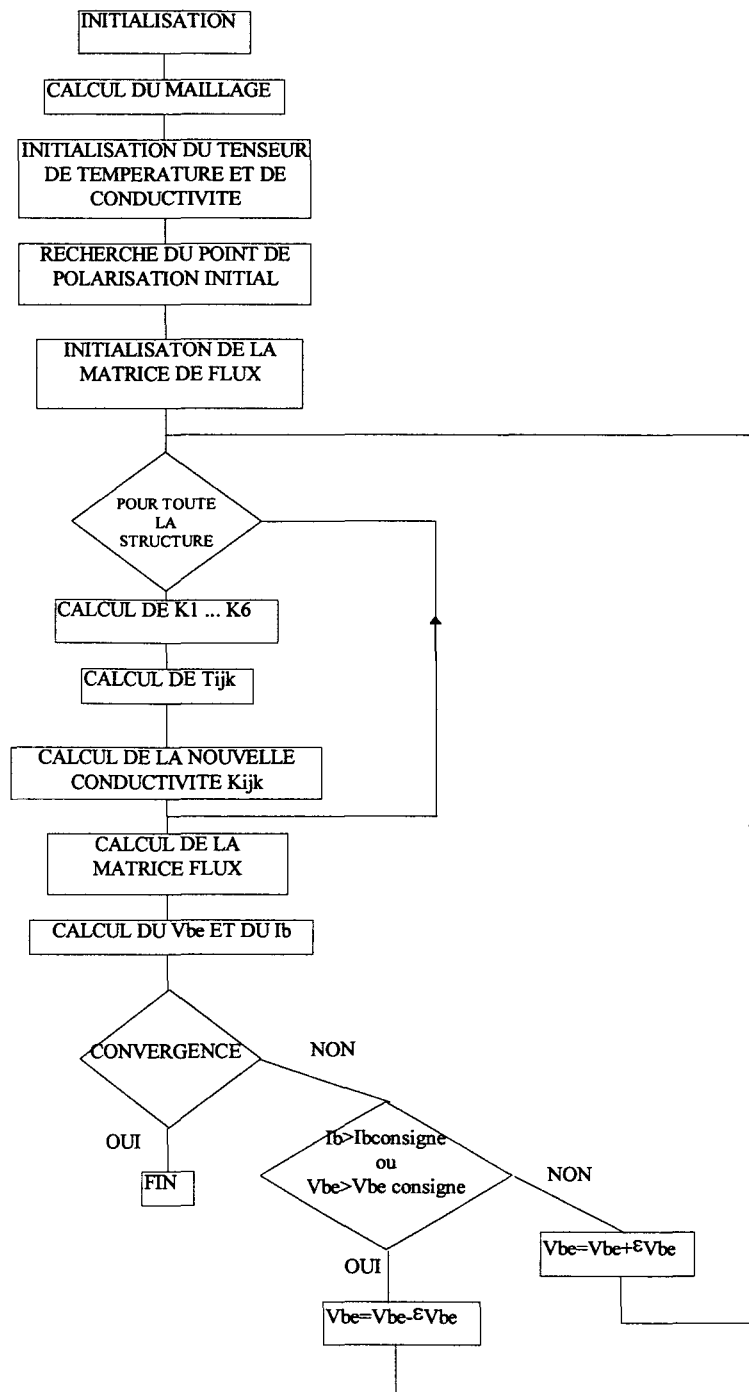 INITIALISATION
CALCUL DU MAILLAGE
INITIALISATION DU TENSEUR
DE TEMPERATURE ET DE
CONDUCTIVITE
RECHERCHE DU POINT DE
POLARISATION INITIAL
INITIALISATON DE LA
MATRICE DE FLUX
POUR TOUTE
LA
STRUCTURE
CALCUL DE K1 ... K6
CALCUL DE Tijk
CALCUL DE LA NOUVELLE
CONDUCTIVITE Kijk
CALCUL DE LA
MATRICE FLUX
CALCUL DU Vbe ET DU Ib
CONVERGENCE
NON
OUI
FIN
Ib>Ibconsigne
ou
Vbe>Vbe consigne
NON
OUI
Vbe=Vbe+εVbe
Vbe=Vbe-εVbe